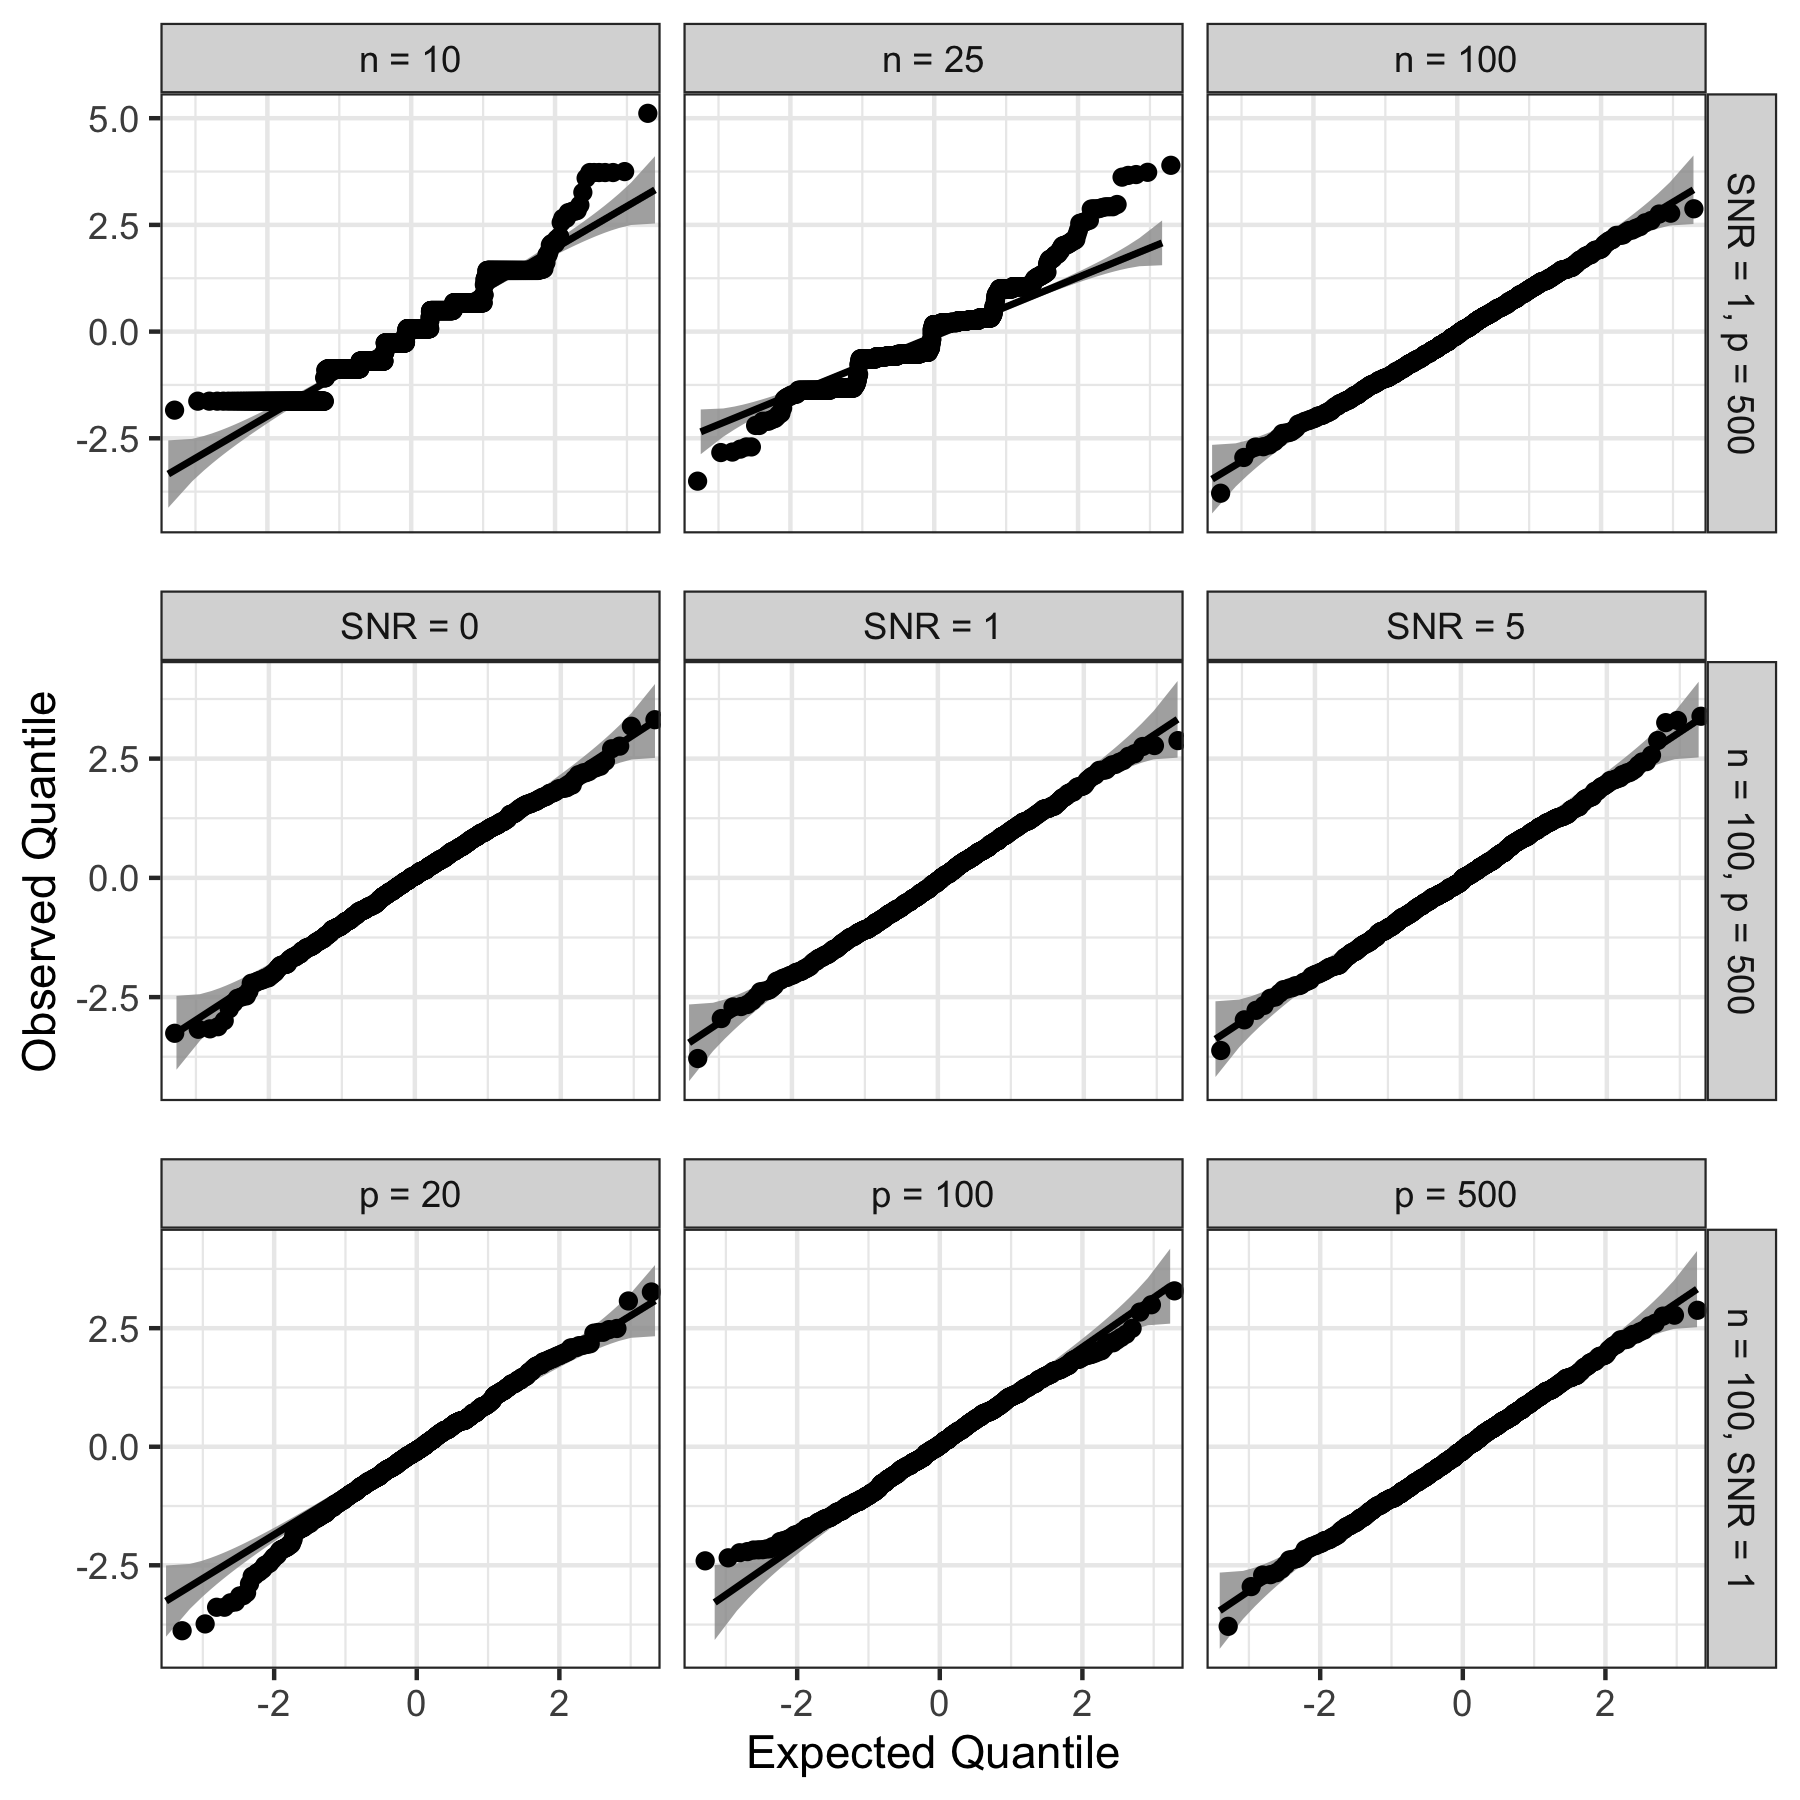 n = 10
n = 25
n = 100
5.0
2.5
0.0
-2.5
SNR = 1, p = 500
SNR = 0
SNR = 1
SNR = 5
2.5
0.0
-2.5
n = 100, p = 500
Observed Quantile
p = 20
p = 100
p = 500
2.5
0.0
-2.5
n = 100, SNR = 1
-2 0 2 -2 0 2 -2 0 2
Expected Quantile